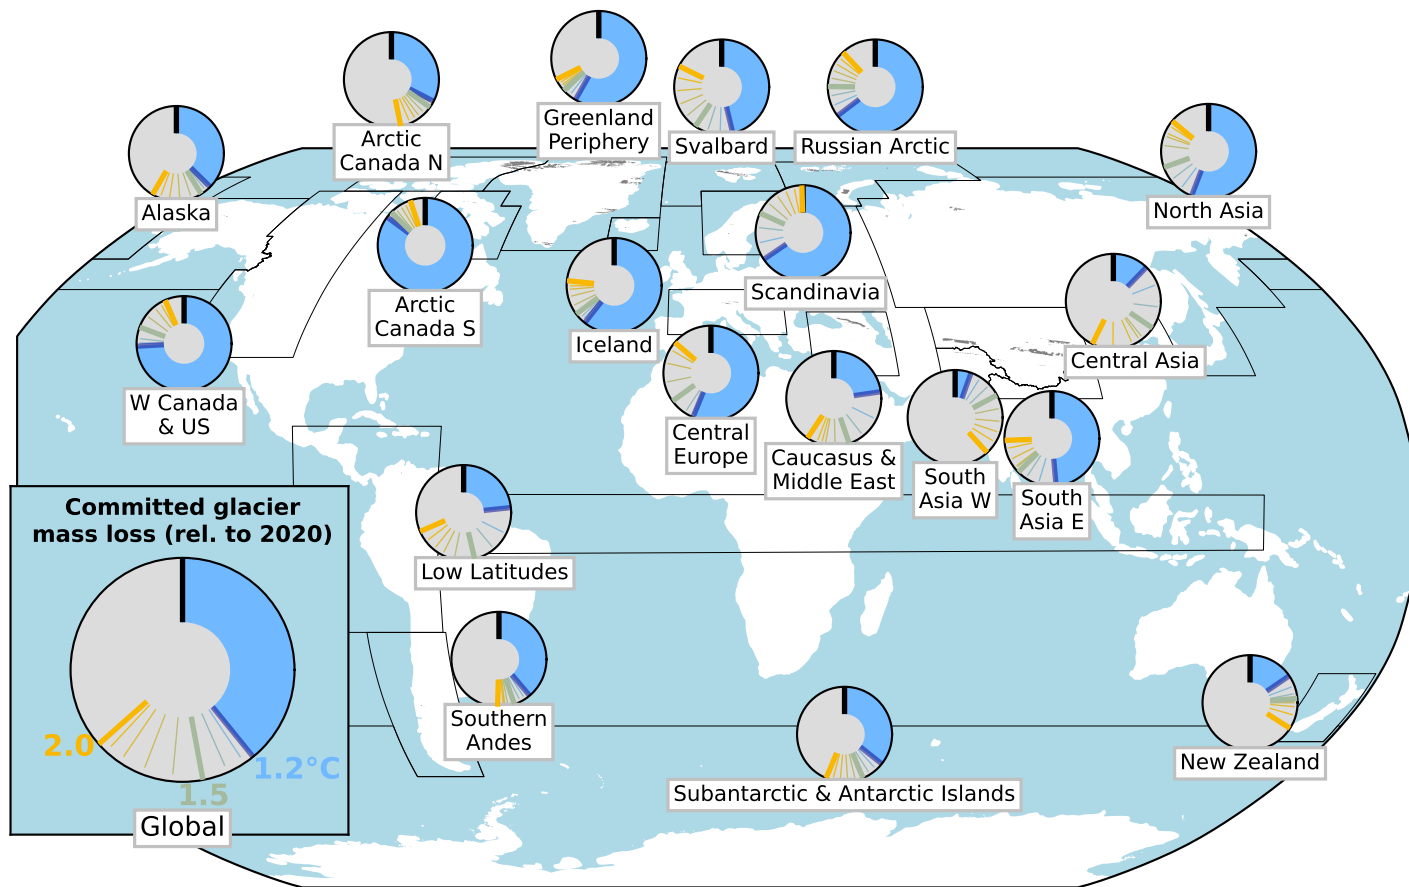 Greenland
Periphery
Arctic
Canada N
Svalbard
Russian Arctic
Alaska
North Asia
Arctic
Canada S
Scandinavia
Iceland
Central Asia
W Canada
& US
Central
Europe
Caucasus &
Middle East
South
Asia W
South
Asia E
Committed glacier
mass loss (rel. to 2020)
2.0
1.2°C
1.5
Global
Low Latitudes
Southern
Andes
New Zealand
Subantarctic & Antarctic Islands